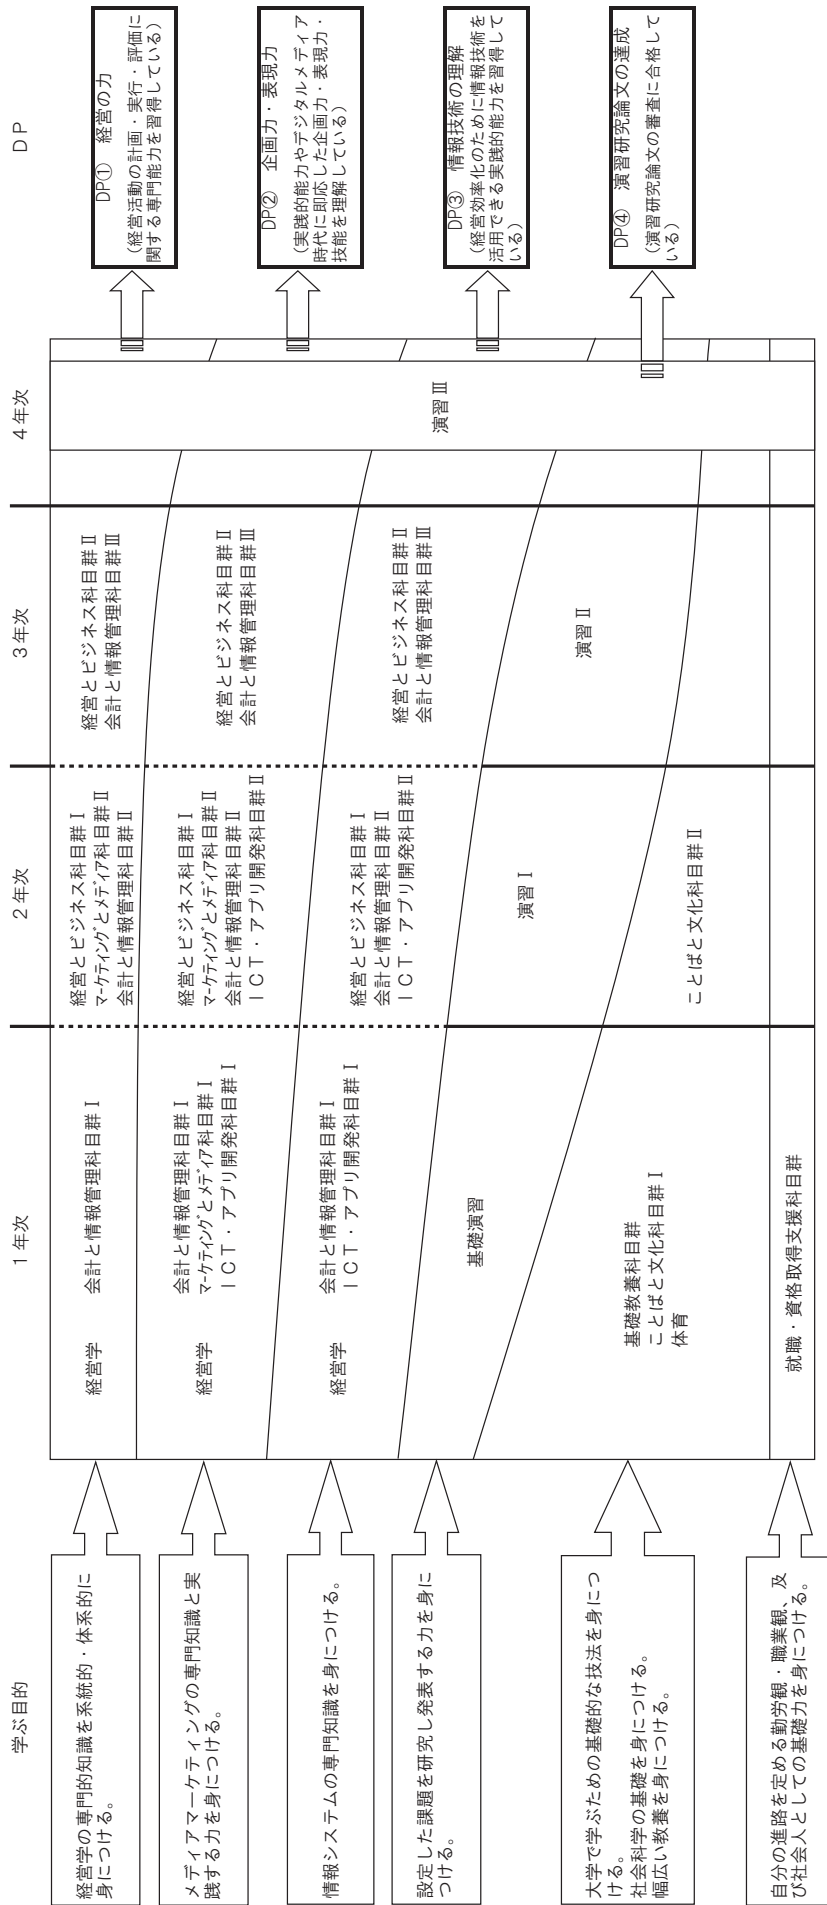 学ぶ目的
1年次
2年次
3年次
4年次
DP
経営学の専門的知識を系統的・体系的に
身につける。
経営学
会計と情報管理科目群Ⅰ
経営とビジネス科目群Ⅰ
マーケティングとメディア科目群Ⅱ
会計と情報管理科目群Ⅱ
経営とビジネス科目群Ⅱ
会計と情報管理科目群Ⅲ
DP① 経営の力
(経営活動の計画・実行・評価に
関する専門能力を習得している)
メディアマーケティングの専門知識と実
践する力を身につける。
経営学
会計と情報管理科目群Ⅰ
マーケティングとメディア科目群Ⅰ
ICT・アプリ開発科目群Ⅰ
経営とビジネス科目群Ⅰ
マーケティングとメディア科目群Ⅱ
会計と情報管理科目群Ⅱ
ICT・アプリ開発科目群Ⅱ
経営とビジネス科目群Ⅱ
会計と情報管理科目群Ⅲ
DP② 企画力・表現力
(実践的能力やデジタルメディア
時代に即応した企画力・表現力・
技能を理解している)
情報システムの専門知識を身につける。
経営学
会計と情報管理科目群Ⅰ
ICT・アプリ開発科目群Ⅰ
経営とビジネス科目群Ⅰ
会計と情報管理科目群Ⅱ
ICT・アプリ開発科目群Ⅱ
経営とビジネス科目群Ⅱ
会計と情報管理科目群Ⅲ
DP③ 情報技術の理解
(経営効率化のために情報技術を
活用できる実践的能力を習得して
いる)
設定した課題を研究し発表する力を身に
つける。
基礎演習
演習Ⅰ
演習Ⅱ
演習Ⅲ
DP④ 演習研究論文の達成
(演習研究論文の審査に合格して
いる)
大学で学ぶための基礎的な技法を身につ
ける。
社会科学の基礎を身につける。
幅広い教養を身につける。
基礎教養科目群
ことばと文化科目群Ⅰ
体育
ことばと文化科目群Ⅱ
自分の進路を定める勤労観・職業観、及
び社会人としての基礎力を身につける。
就職・資格取得支援科目群